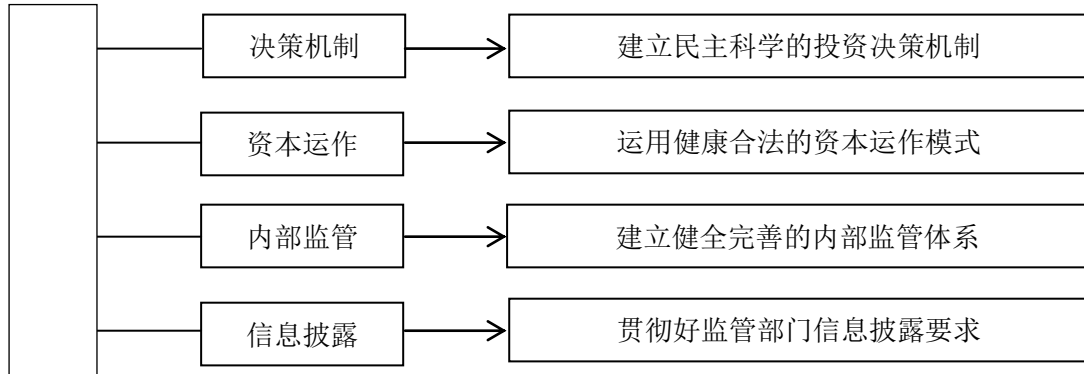 决策机制
建立民主科学的投资决策机制
资本运作
运用健康合法的资本运作模式
内部监管
建立健全完善的内部监管体系
信息披露
贯彻好监管部门信息披露要求